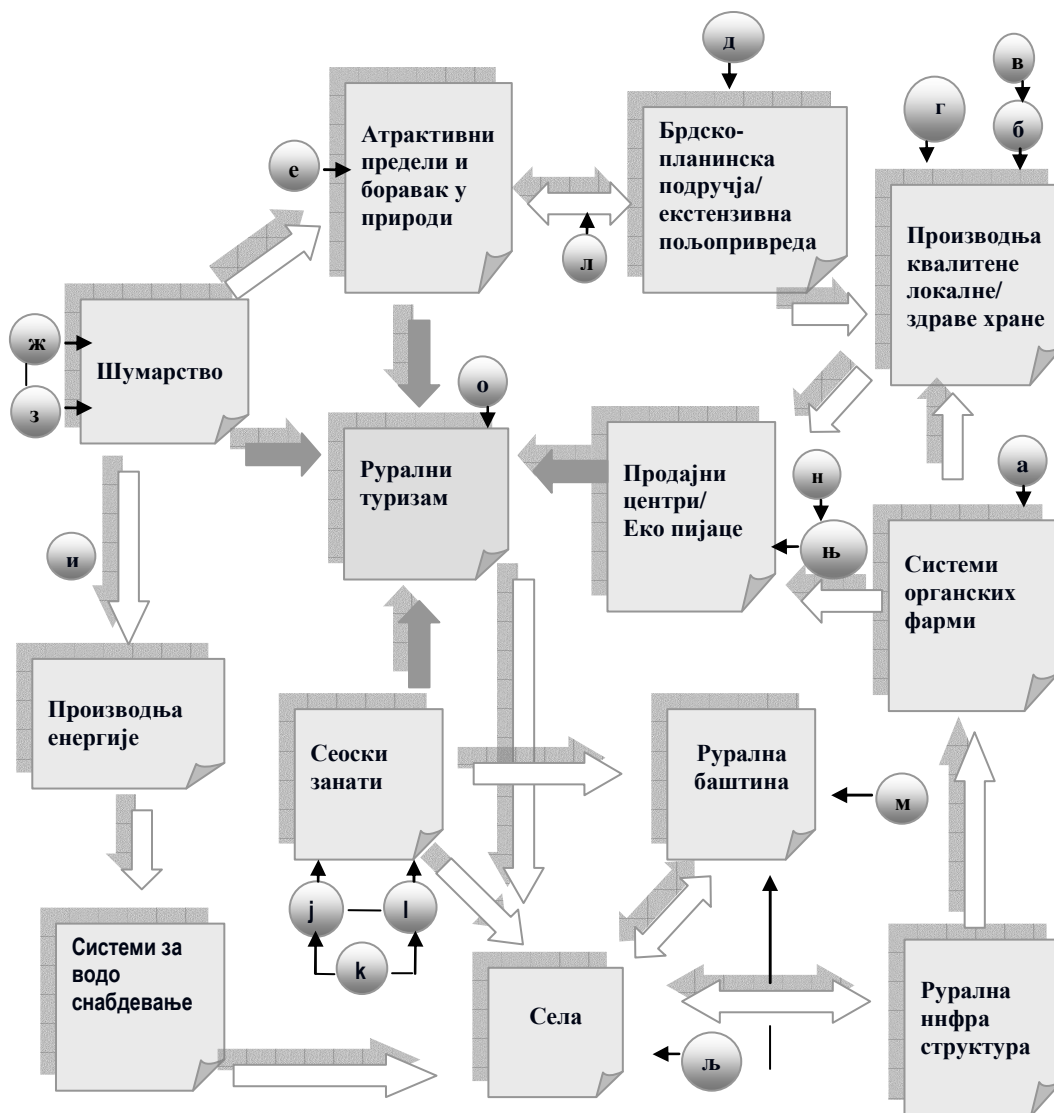 д
в
г
б
Атрактивни
предели и
боравак у
природи
е
Брдско-
планинска
подручја/
екстензивна
пољопривреда
л
Производња
квалитене
локалне/
здраве хране
ж
з
Шумарство
о
Рурални
туризам
Продајни
центри/
Еко пијаце
н
њ
а
Системи
органских
фарми
и
Производња
енергије
Сеоски
занати
Рурална
баштина
м
ј
l
k
Системи за
водо
снабдевање
Села
љ
Рурална
ннфра
структура